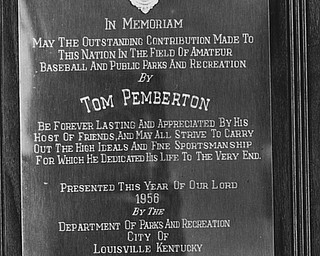 In Memoriam
May The Outstanding Contribution Made To
This Nation In The Field Of Amateur
Baseball And Public Parks And Recreation
By
Tom Pemberton
Be Forever Lasting And Appreciated By His
Host Of Friends, And May All Strive To Carry
Out The High Ideals And Fine Sportsmanship
For Which He Dedicated His Life To The Very End.
Presented This Year Of Our Lord
1956
By The
Department Of Parks And Recreation
City Of
Louisville Kentucky